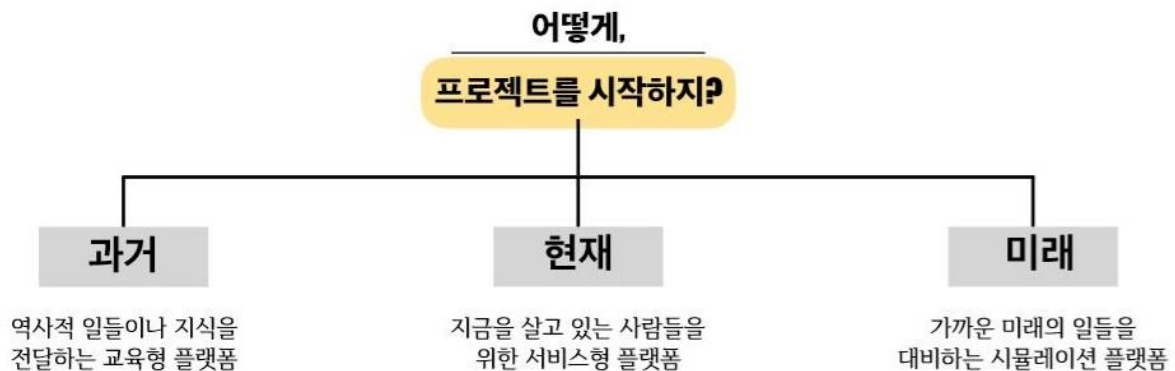 어떻게,
프로젝트를 시작하지?
과거
현재
미래
역사적 일들이나 지식을
전달하는 교육형 플랫폼
지금을 살고 있는 사람들을
위한 서비스형 플랫폼
가까운 미래의 일들을
대비하는 시뮬레이션 플랫폼